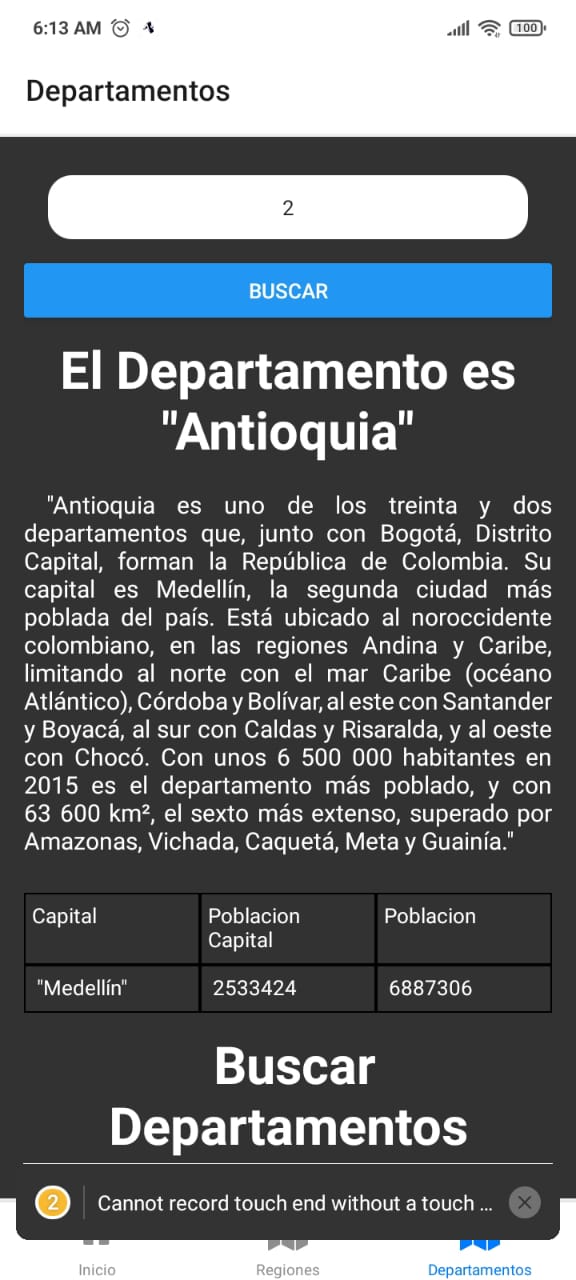 6:13 AM
100
Departamentos
2
BUSCAR
El Departamento es
"Antioquia"
"Antioquia es uno de los treinta y dos
departamentos que, junto con Bogotá, Distrito
Capital, forman la República de Colombia. Su
capital es Medellín, la segunda ciudad más
poblada del país. Está ubicado al noroccidente
colombiano, en las regiones Andina y Caribe,
limitando al norte con el mar Caribe (océano
Atlántico), Córdoba y Bolívar, al este con Santander
y Boyacá, al sur con Caldas y Risaralda, y al oeste
con Chocó. Con unos 6 500 000 habitantes en
2015 es el departamento más poblado, y con
63 600 km², el sexto más extenso, superado por
Amazonas, Vichada, Caquetá, Meta y Guainía."
Capital
Poblacion
Capital
Poblacion
"Medellín"
2533424
6887306
Buscar
Departamentos
2
Cannot record touch end without a touch ...
Inicio
Regiones
Departamentos